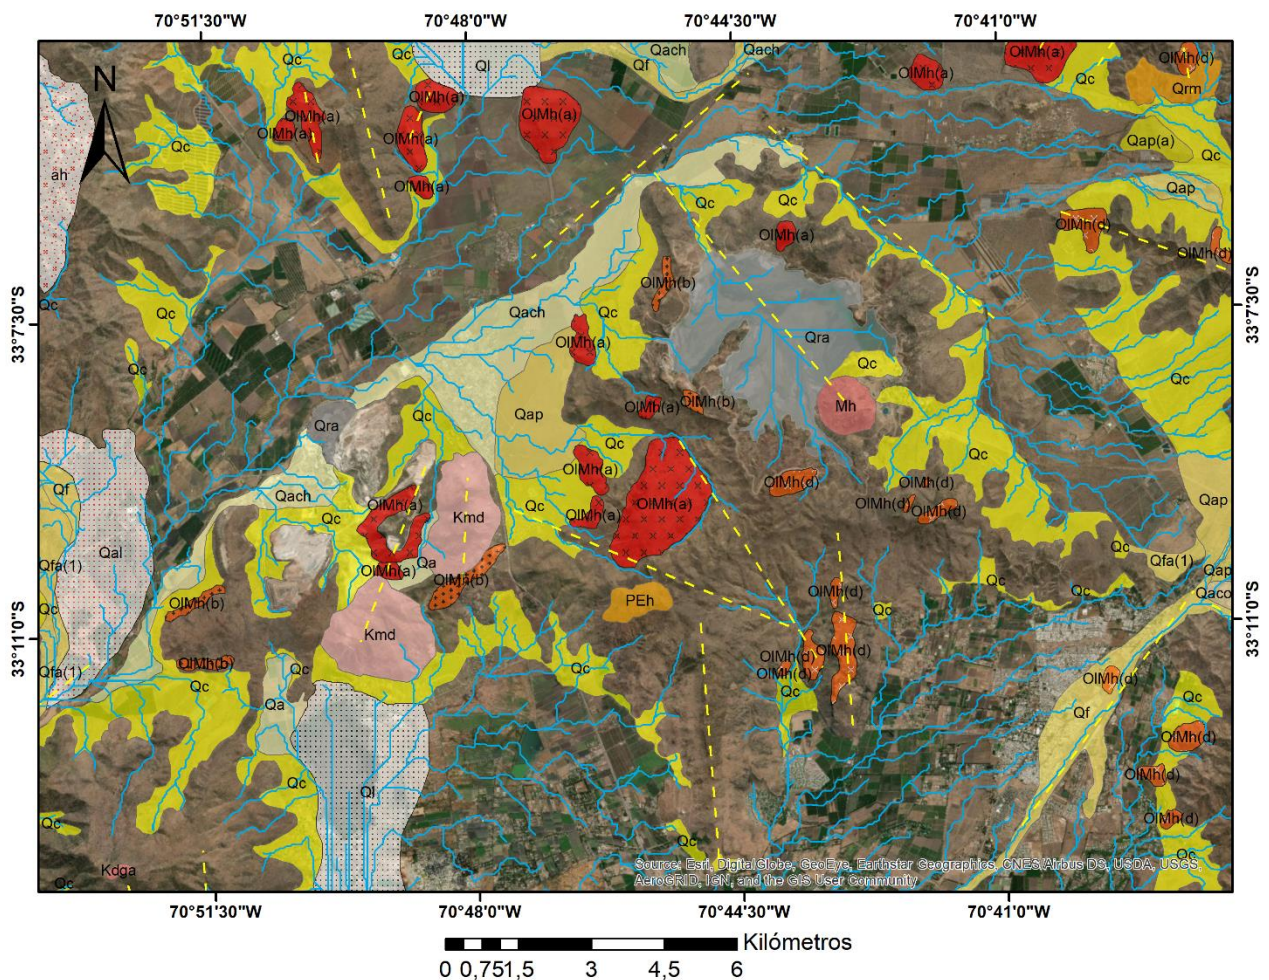 70°51'30"W 70°48'0"W 70°44'30"W 70°41'0"W
Qach Qach OlMh(a) OlMh(d)
Qc Ql Qf
N OlMh(a) OlMh(a) Qc Qrm
OlMh(a) OlMh(a)
OlMh(a) OlMh(a) Qap(a)
Qc Qc
ah OlMh(a) Qap
Qc Qc
OlMh(d)
OlMh(a) OlMh(d)
OlMh(b)
Qc Qc Qach Qc
33°7'30"S 33°7'30"S
OlMh(a) Qra
Qc Qc Qc
OlMh(a) OlMh(b) Mh
Qra Qc Qap
Qc Qc
OlMh(a) OlMh(d) OlMh(d)
Qf Qach OlMh(a) OlMh(a) OlMh(d) Qap
Qc Kmd OlMh(a) Qc OlMh(d)
Qal Qc
Qfa(1) OlMh(a) Qa OlMh(b) Qfa(1) Qap
Qc OlMh(b) PEh OlMh(d) Qc Qaco
33°11'0"S Kmd Qc 33°11'0"S
OlMh(b) Qc OlMh(d) OlMh(d)
Qfa(1) Qc Qc OlMh(d) OlMh(d)
Qa Qc Qf Qc
OlMh(d)
Qc Ql OlMh(d)
Qc OlMh(d)
Kdga Qc Qc
Qc
Source: Esri, DigitalGlobe, GeoEye, Earthstar Geographics, CNES/Airbus DS, USDA, USGS,
AeroGRID, IGN, and the GIS User Community
70°51'30"W 70°48'0"W 70°44'30"W 70°41'0"W
Kilómetros
0 0,75 1,5 3 4,5 6